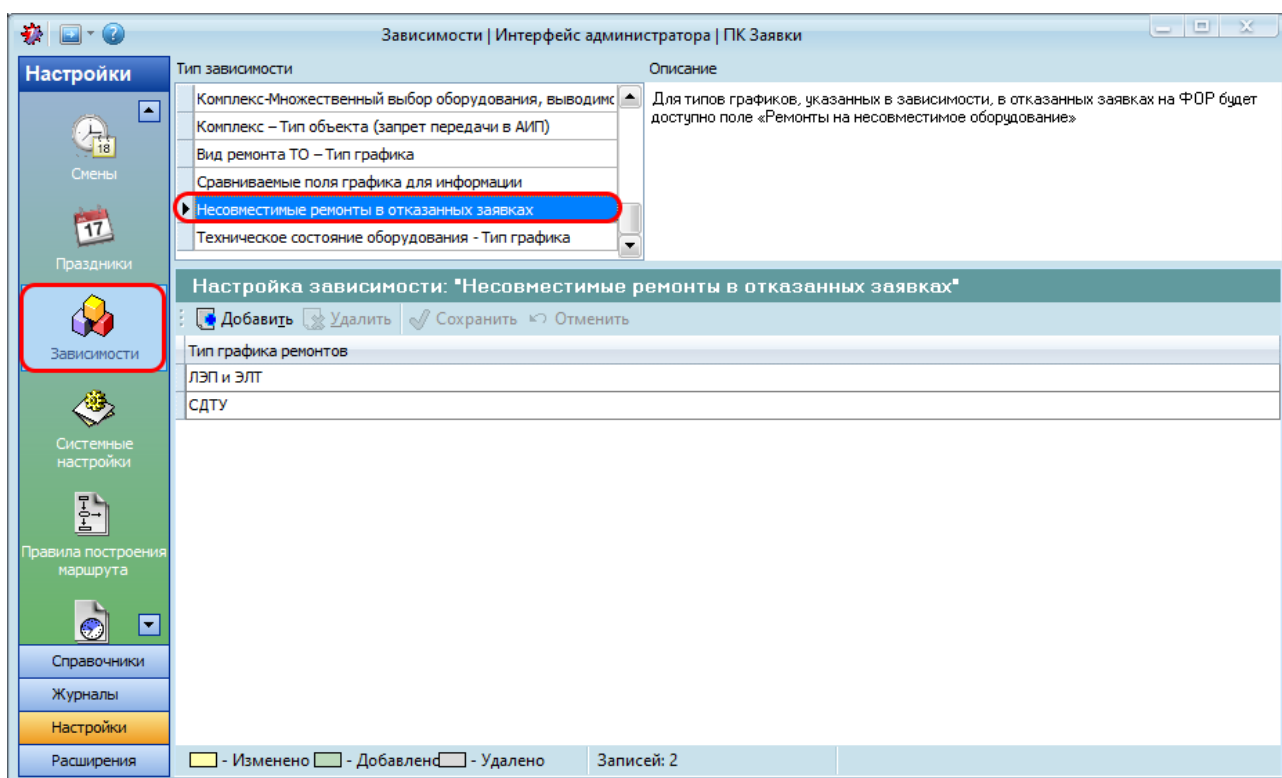 Зависимости | Интерфейс администратора | ПК Заявки
Настройки
18
Смены
17
Праздники
Зависимости
Системные
настройки
Правила построения
маршрута
Справочники
Журналы
Настройки
Расширения
Тип зависимости
Комплекс-Множественный выбор оборудования, выводимс
Комплекс – Тип объекта (запрет передачи в АИП)
Вид ремонта ТО – Тип графика
Сравниваемые поля графика для информации
Несовместимые ремонты в отказанных заявках
Техническое состояние оборудования - Тип графика
Описание
Для типов графиков, указанных в зависимости, в отказанных заявках на ФОР будет
доступно поле «Ремонты на несовместимое оборудование»
Настройка зависимости: "Несовместимые ремонты в отказанных заявках"
Добавить Удалить Сохранить Отменить
Тип графика ремонтов
ЛЭП и ЭЛТ
СДТУ
- Изменено - Добавлено - Удалено Записей: 2